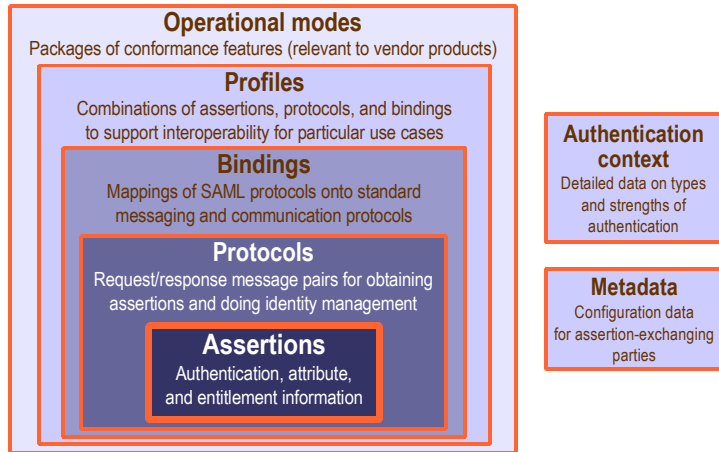 Operational modes
Packages of conformance features (relevant to vendor products)
Profiles
Combinations of assertions, protocols, and bindings
to support interoperability for particular use cases
Bindings
Mappings of SAML protocols onto standard
messaging and communication protocols
Protocols
Request/response message pairs for obtaining
assertions and doing identity management
Assertions
Authentication, attribute,
and entitlement information
Authentication
context
Detailed data on types
and strengths of
authentication
Metadata
Configuration data
for assertion-exchanging
parties